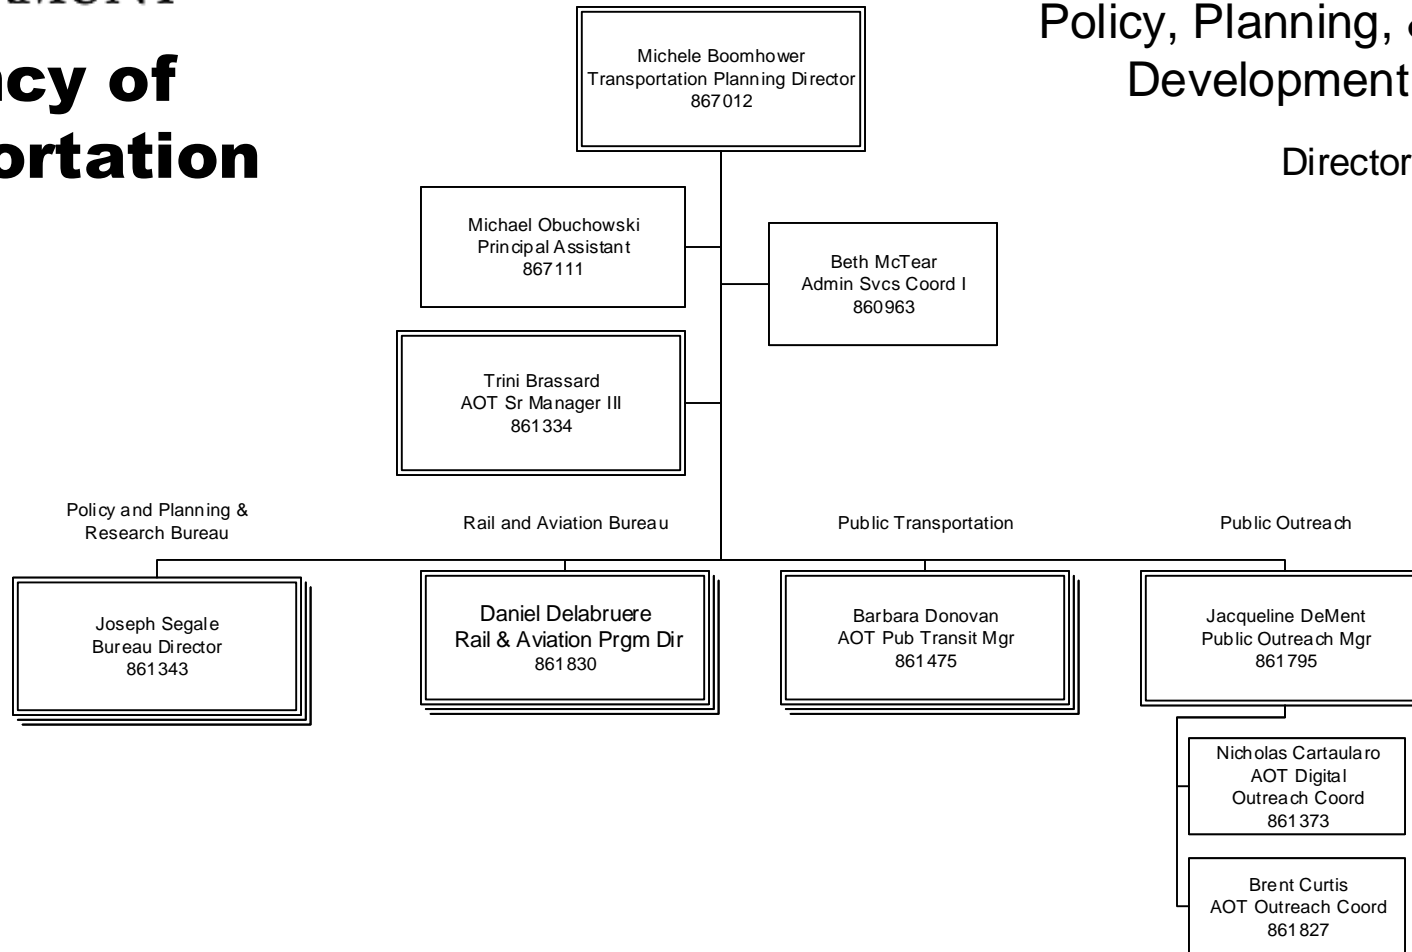 ncy of
ortation
Policy, Planning, &
Development
Director
Michele Boomhower
Transportation Planning Director
867012
Michael Obuchowski
Principal Assistant
867111
Beth McTear
Admin Svcs Coord I
860963
Trini Brassard
AOT Sr Manager III
861334
Policy and Planning &
Research Bureau
Rail and Aviation Bureau
Public Transportation
Public Outreach
Joseph Segale
Bureau Director
861343
Daniel Delabruere
Rail & Aviation Prgm Dir
861830
Barbara Donovan
AOT Pub Transit Mgr
861475
Jacqueline DeMent
Public Outreach Mgr
861795
Nicholas Cartaularo
AOT Digital
Outreach Coord
861373
Brent Curtis
AOT Outreach Coord
861827